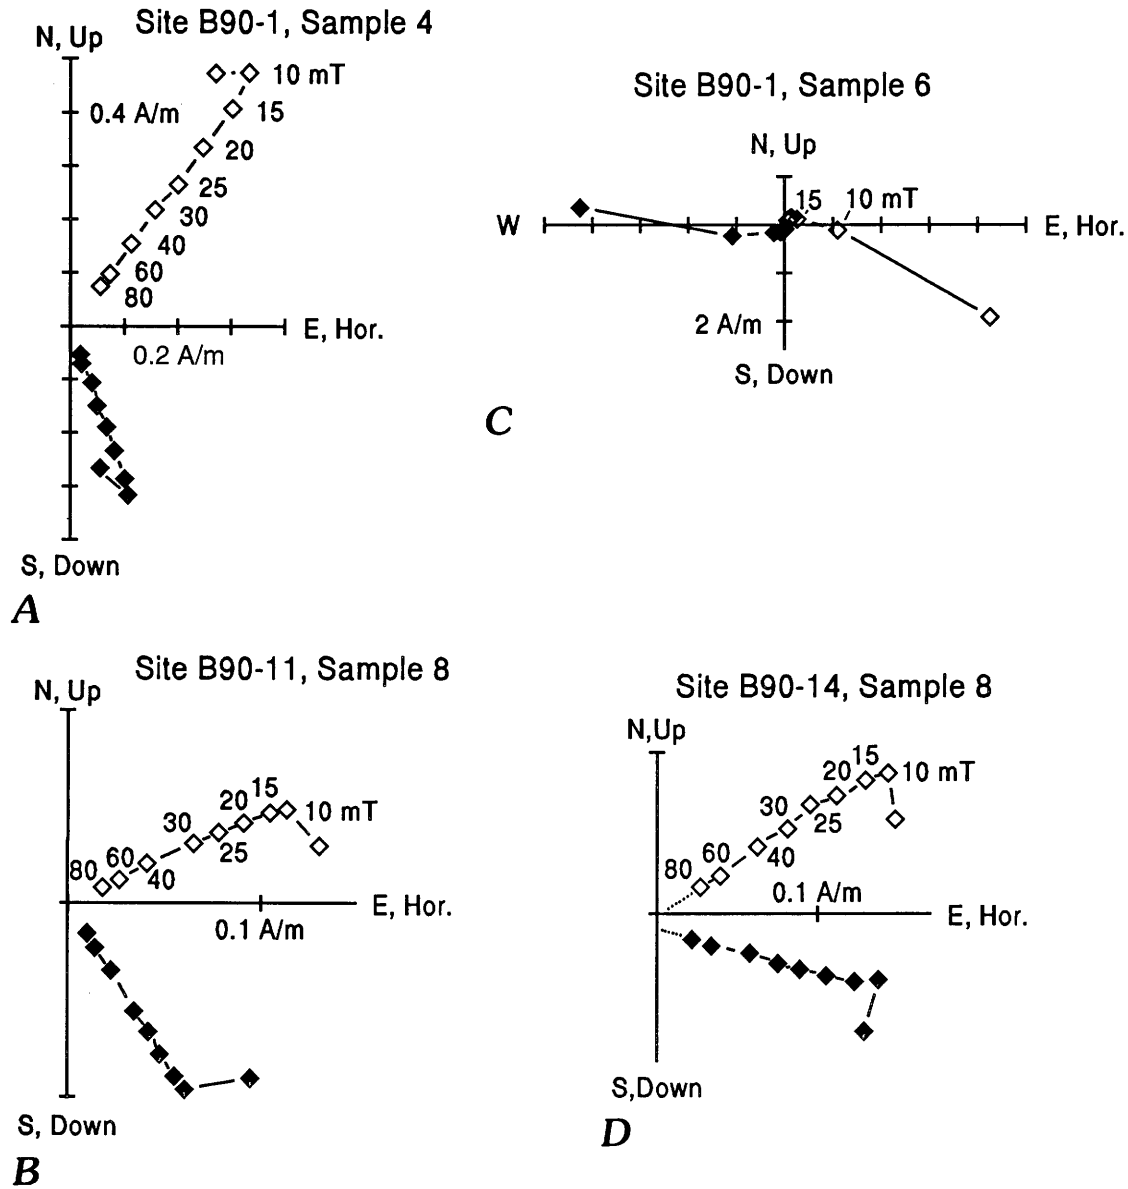 Site B90-1, Sample 4
N, Up
10 mT
0.4 A/m
15
20
25
30
40
60
80
E, Hor.
0.2 A/m
S, Down
A
Site B90-1, Sample 6
N, Up
15
10 mT
W
E, Hor.
2 A/m
S, Down
C
Site B90-11, Sample 8
N, Up
15
20
10 mT
30
25
60
80
40
E, Hor.
0.1 A/m
S, Down
B
Site B90-14, Sample 8
N,Up
15
20
10 mT
30
25
40
60
80
0.1 A/m
E, Hor.
S,Down
D